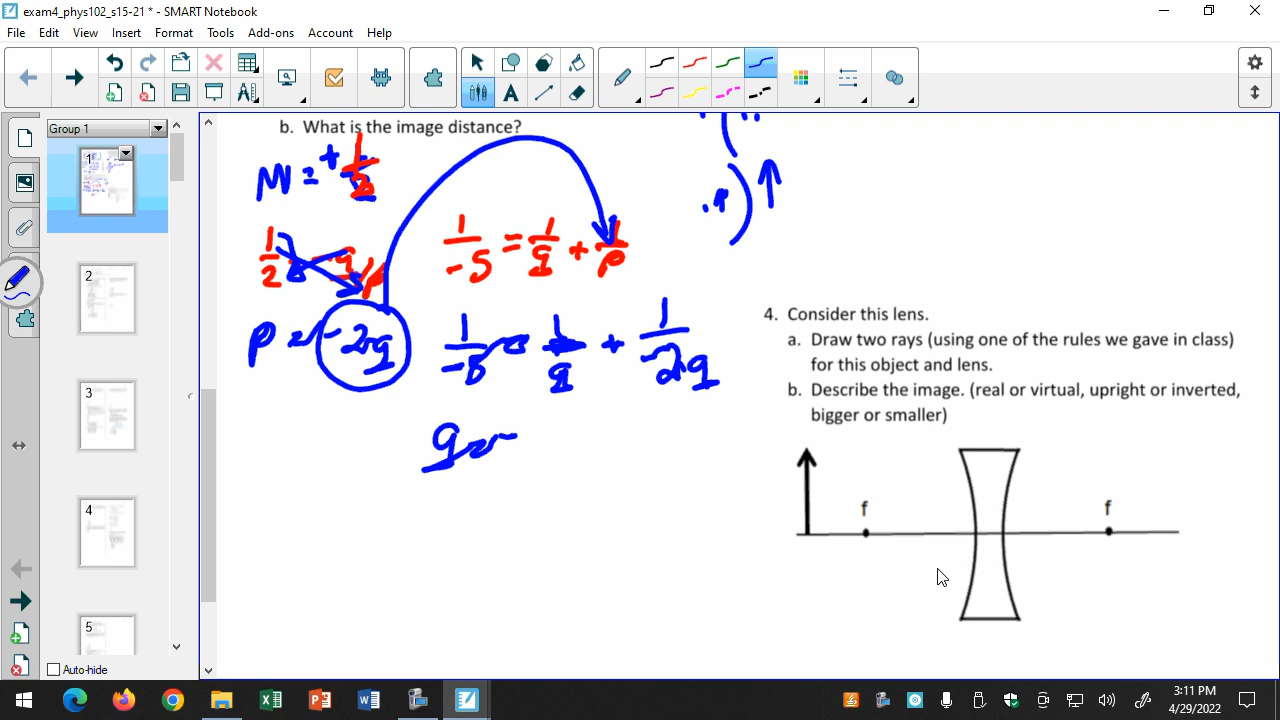 exam4_phys102_s15-21 * - SMART Notebook
File Edit View Insert Format Tools Add-ons Account Help
Group 1
1
2
3
4
5
Auto-hide
b. What is the image distance?
M = + 1/2
1/-5 = 1/q + 1/p
p = -2q
1/-5 = 1/q + 1/-2q
q =
4. Consider this lens.
a. Draw two rays (using one of the rules we gave in class)
for this object and lens.
b. Describe the image. (real or virtual, upright or inverted,
bigger or smaller)
f
f
3:11 PM
4/29/2022